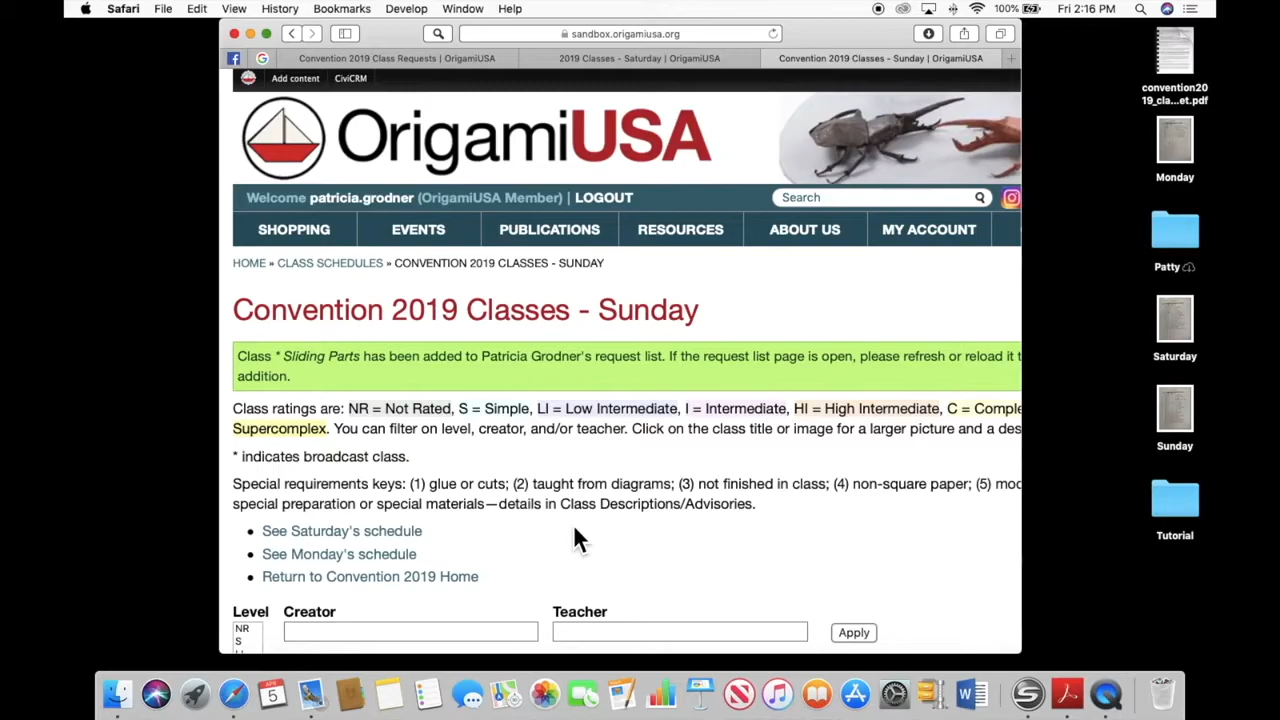 Safari File Edit View History Bookmarks Develop Window Help 100% Fri 2:16 PM
sandbox.origamiusa.org
Convention 2019 Class Requests | OrigamiUSA 2019 Classes - Saturday | OrigamiUSA Convention 2019 Classes - Sunday | OrigamiUSA
Add content CiviCRM
OrigamiUSA
Welcome patricia.grodner (OrigamiUSA Member) | LOGOUT Search
SHOPPING EVENTS PUBLICATIONS RESOURCES ABOUT US MY ACCOUNT
HOME » CLASS SCHEDULES » CONVENTION 2019 CLASSES - SUNDAY
Convention 2019 Classes - Sunday
Class * Sliding Parts has been added to Patricia Grodner's request list. If the request list page is open, please refresh or reload it t
addition.
Class ratings are: NR = Not Rated, S = Simple, LI = Low Intermediate, I = Intermediate, HI = High Intermediate, C = Comple
Supercomplex. You can filter on level, creator, and/or teacher. Click on the class title or image for a larger picture and a des
* indicates broadcast class.
Special requirements keys: (1) glue or cuts; (2) taught from diagrams; (3) not finished in class; (4) non-square paper; (5) moc
special preparation or special materials—details in Class Descriptions/Advisories.
• See Saturday's schedule
• See Monday's schedule
• Return to Convention 2019 Home
Level Creator Teacher
NR
S
Apply
convention20
19_cla...et.pdf
Monday
Patty
Saturday
Sunday
Tutorial